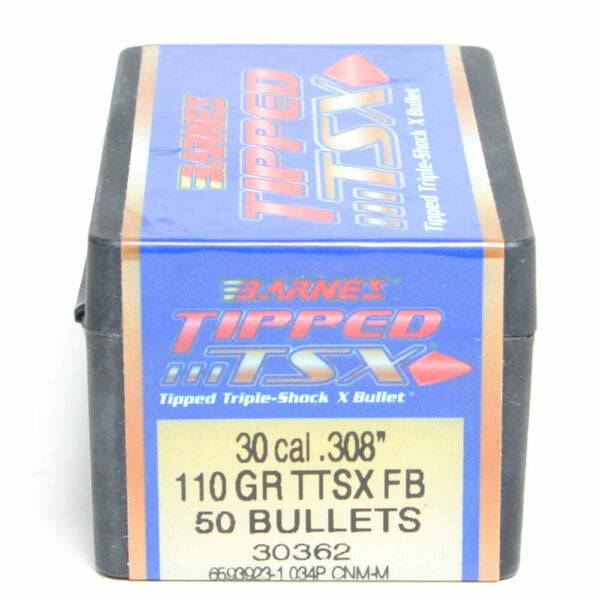 BARNES
TIPPED
TSX
Tipped Triple-Shock X Bullet
BARNES®
TIPPED
TSX
Tipped Triple-Shock X Bullet®
30 cal .308"
110 GR TTSX FB
50 BULLETS
30362
6593923-1 034P CNM-M